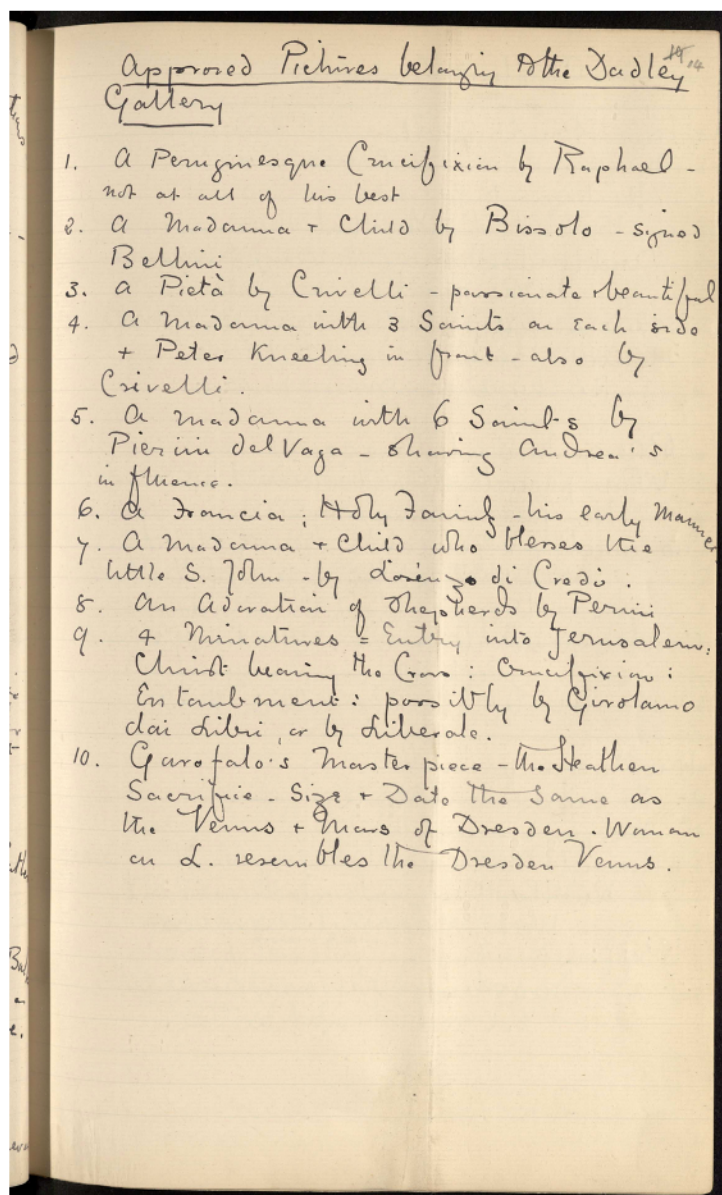 Approved Pictures belonging to the Dudley
14
Gallery
1. A Peruginesque Crucifixion by Raphael -
not at all of his best
2. A Madonna + Child by Bissolo - signed
Bellini
3. A Pietà by Crivelli - passionate + beautiful
4. A Madonna with 3 Saints on each side
+ Peter Kneeling in front - also by
Crivelli.
5. A Madonna with 6 Saints by
Pierin del Vaga - showing Andrea's
influence.
6. A Francia; Holy Family - his early manner
7. A Madonna + Child who blesses the
little S. John - by Lorenzo di Credi.
8. An Adoration of Shepherds by Penni
9. 4 Miniatures = Entry into Jerusalem:
Christ bearing the Cross: Crucifixion:
Entombment: possibly by Girolamo
dai Libri, or by Liberale.
10. Garofalo's Masterpiece - the Heathen
Sacrifice - Size + Date the same as
the Venus + Mars of Dresden. Woman
on L. resembles the Dresden Venus.